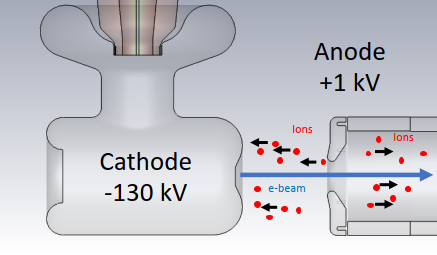 Anode
+1 kV
Ions
Ions
Cathode
-130 kV
e-beam